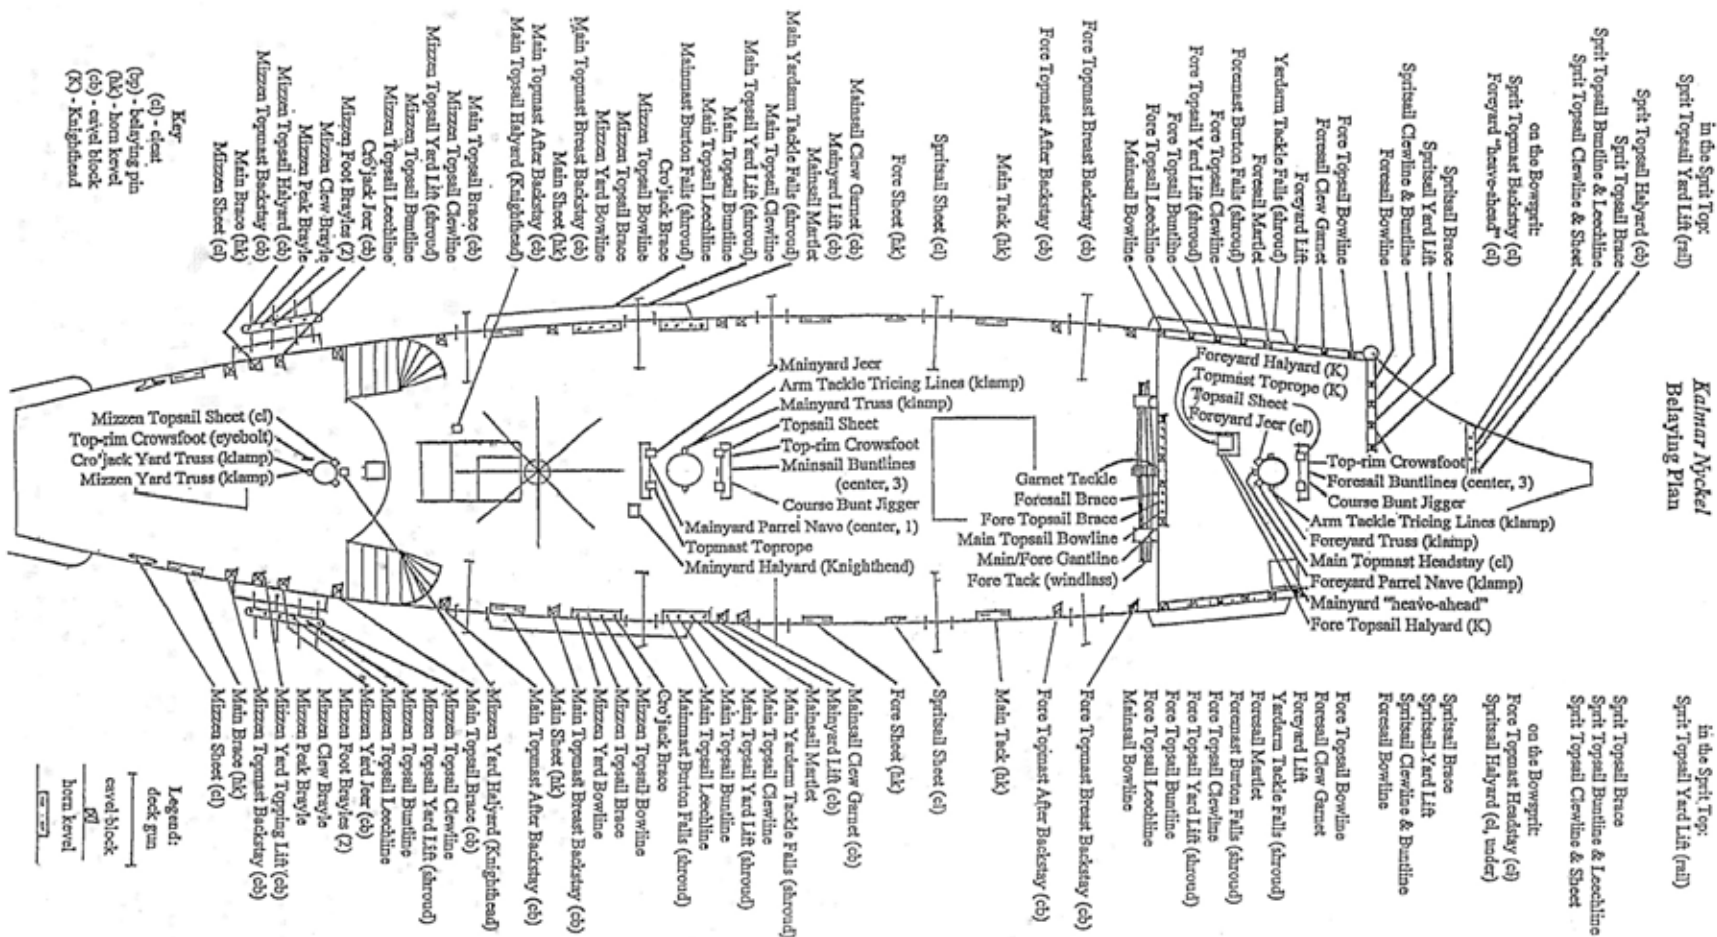 Kalmar Nyckel
Belaying Plan
in the Sprit Top:
Sprit Topsail Yard Lift (rail)
Sprit Topsail Halyard (cb)
Sprit Topsail Brace
Sprit Topsail Buntline & Leechline
Sprit Topsail Clewline & Sheet
on the Bowsprit:
Sprit Topmast Backstay (cl)
Foreyard "heave-ahead" (cl)
Spritsail Brace
Spritsail Yard Lift
Spritsail Clewline & Buntline
Foresail Bowline
Fore Topsail Bowline
Foresail Clew Garnet
Foreyard Lift
Yardarm Tackle Falls (shroud)
Foresail Martlet
Foremast Burton Falls (shroud)
Fore Topsail Clewline
Fore Topsail Yard Lift (shroud)
Fore Topsail Buntline
Fore Topsail Leechline
Mainsail Bowline
Fore Topmast Breast Backstay (cb)
Fore Topmast After Backstay (cb)
Main Tack (hk)
Spritsail Sheet (cl)
Fore Sheet (hk)
Mainsail Clew Garnet (cb)
Mainyard Lift (cb)
Mainsail Martlet
Main Yardarm Tackle Falls (shroud)
Main Topsail Clewline
Main Topsail Yard Lift (shroud)
Main Topsail Buntline
Main Topsail Leechline
Mainmast Burton Falls (shroud)
Cro'jack Brace
Mizzen Topsail Bowline
Mizzen Topsail Brace
Mizzen Yard Bowline
Main Topmast Breast Backstay (cb)
Main Sheet (hk)
Main Topmast After Backstay (cb)
Main Topsail Halyard (Knighthead)
Main Topsail Brace (cb)
Mizzen Topsail Clewline
Mizzen Topsail Yard Lift (shroud)
Mizzen Topsail Buntline
Mizzen Topsail Leechline
Cro'jack Jeer (cb)
Mizzen Foot Brayles (2)
Mizzen Clew Brayle
Mizzen Peak Brayle
Mizzen Topsail Halyard (cb)
Mizzen Topmast Backstay (cb)
Main Brace (hk)
Mizzen Sheet (cl)
Key
(cl) - cleat
(bp) - belaying pin
(hk) - horn kevel
(cb) - cavel block
(K) - Knighthead
Foreyard Halyard (K)
Topmast Toprope (K)
Topsail Sheet
Foreyard Jeer (cl)
Top-rim Crowsfoot
Foresail Buntlines (center, 3)
Course Bunt Jigger
Arm Tackle Tricing Lines (klamp)
Foreyard Truss (klamp)
Main Topmast Headstay (cl)
Foreyard Parrel Nave (klamp)
Mainyard "heave-ahead"
Fore Topsail Halyard (K)
Garnet Tackle
Foresail Brace
Fore Topsail Brace
Main Topsail Bowline
Main/Fore Gantline
Fore Tack (windlass)
Mainyard Jeer
Arm Tackle Tricing Lines (klamp)
Mainyard Truss (klamp)
Topsail Sheet
Top-rim Crowsfoot
Mainsail Buntlines
(center, 3)
Course Bunt Jigger
Mainyard Parrel Nave (center, 1)
Topmast Toprope
Mainyard Halyard (Knighthead)
Mizzen Topsail Sheet (cl)
Top-rim Crowsfoot (eyebolt)
Cro'jack Yard Truss (klamp)
Mizzen Yard Truss (klamp)
in the Sprit Top:
Sprit Topsail Yard Lift (rail)
Sprit Topsail Brace
Sprit Topsail Buntline & Leechline
Sprit Topsail Clewline & Sheet
on the Bowsprit:
Fore Topmast Headstay (cl)
Spritsail Halyard (cl, under)
Spritsail Brace
Spritsail Yard Lift
Spritsail Clewline & Buntline
Foresail Bowline
Fore Topsail Bowline
Foresail Clew Garnet
Foreyard Lift
Yardarm Tackle Falls (shroud)
Foresail Martlet
Foremast Burton Falls (shroud)
Fore Topsail Clewline
Fore Topsail Yard Lift (shroud)
Fore Topsail Buntline
Fore Topsail Leechline
Mainsail Bowline
Fore Topmast Breast Backstay (cb)
Fore Topmast After Backstay (cb)
Main Tack (hk)
Spritsail Sheet (cl)
Fore Sheet (hk)
Mainsail Clew Garnet (cb)
Mainyard Lift (cb)
Mainsail Martlet
Main Yardarm Tackle Falls (shroud)
Main Topsail Clewline
Main Topsail Yard Lift (shroud)
Main Topsail Buntline
Main Topsail Leechline
Mainmast Burton Falls (shroud)
Cro'jack Brace
Mizzen Topsail Bowline
Mizzen Topsail Brace
Mizzen Yard Bowline
Main Topmast Breast Backstay (cb)
Main Sheet (hk)
Main Topmast After Backstay (cb)
Mizzen Yard Halyard (Knighthead)
Main Topsail Brace (cb)
Mizzen Topsail Clewline
Mizzen Topsail Yard Lift (shroud)
Mizzen Topsail Buntline
Mizzen Topsail Leechline
Mizzen Yard Jeer (cb)
Mizzen Foot Brayles (2)
Mizzen Clew Brayle
Mizzen Peak Brayle
Mizzen Yard Topping Lift (cb)
Mizzen Topmast Backstay (cb)
Main Brace (hk)
Mizzen Sheet (cl)
Legend:
deck gun
cavel-block
horn kevel